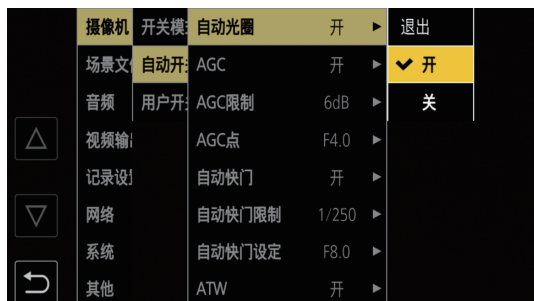 摄像机 开关模 自动光圈 开 退出
场景文 自动开 AGC 开 开
音频 用户开 AGC限制 6dB 关
视频输 AGC点 F4.0
记录设 自动快门 开
网络 自动快门限制 1/250
系统 自动快门设定 F8.0
其他 ATW 开